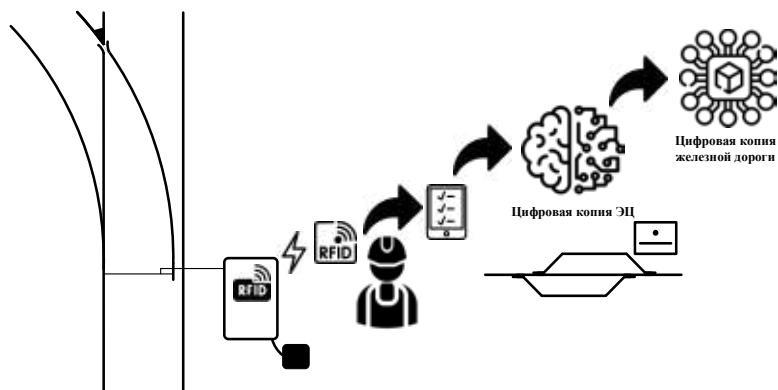 Цифровая копия
железной дороги
Цифровая копия ЭЦ
RFID
RFID